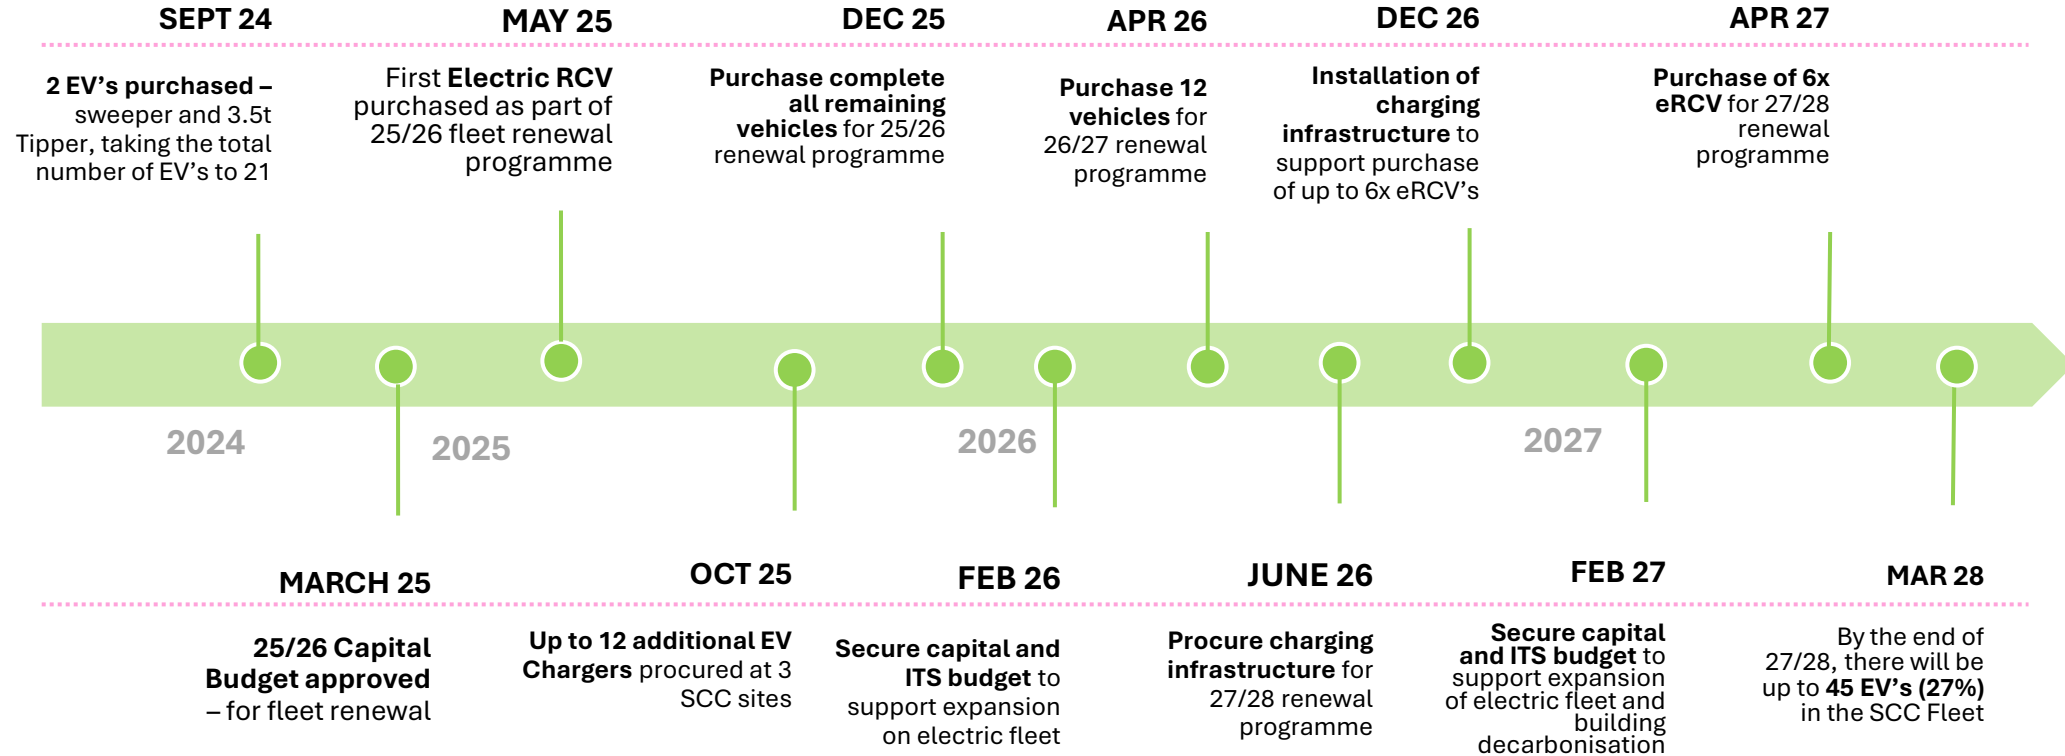 SEPT 24
2 EV’s purchased –
sweeper and 3.5t
Tipper, taking the total
number of EV’s to 21
MAY 25
First Electric RCV
purchased as part of
25/26 fleet renewal
programme
DEC 25
Purchase complete
all remaining
vehicles for 25/26
renewal programme
APR 26
Purchase 12
vehicles for
26/27 renewal
programme
DEC 26
Installation of
charging
infrastructure to
support purchase
of up to 6x eRCV’s
APR 27
Purchase of 6x
eRCV for 27/28
renewal
programme
2024
2025
2026
2027
MARCH 25
25/26 Capital
Budget approved
– for fleet renewal
OCT 25
Up to 12 additional EV
Chargers procured at 3
SCC sites
FEB 26
Secure capital and
ITS budget to
support expansion
on electric fleet
JUNE 26
Procure charging
infrastructure for
27/28 renewal
programme
FEB 27
Secure capital
and ITS budget to
support expansion
of electric fleet and
building
decarbonisation
MAR 28
By the end of
27/28, there will be
up to 45 EV’s (27%)
in the SCC Fleet